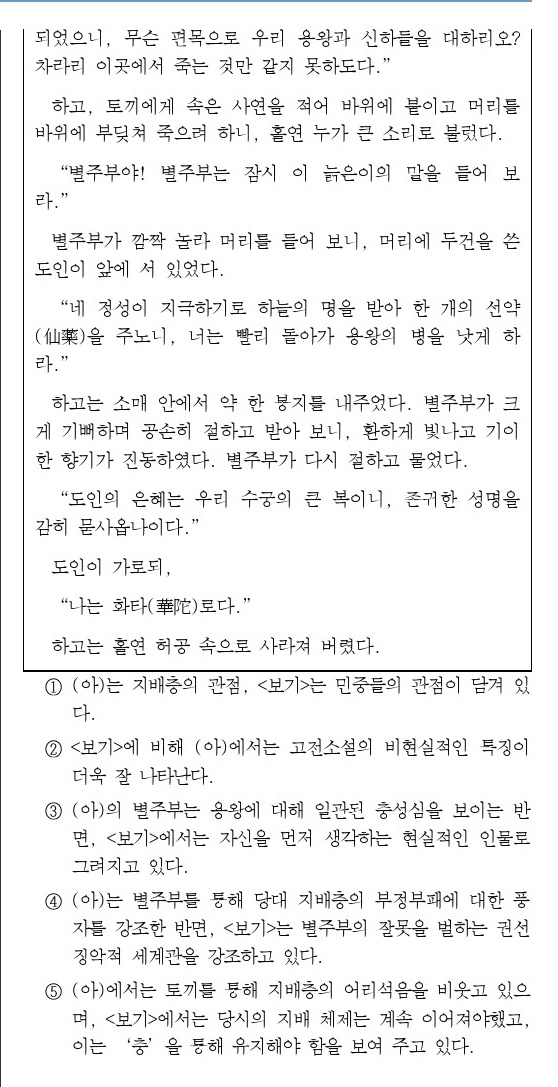 되었으니, 무슨 면목으로 우리 용왕과 신하들을 대하리오?
차라리 이곳에서 죽는 것만 같지 못하도다.”
하고, 토끼에게 속은 사연을 적어 바위에 붙이고 머리를
바위에 부딪쳐 죽으려 하니, 홀연 누가 큰 소리로 불렀다.
“별주부야! 별주부는 잠시 이 늙은이의 말을 들어 보
라.”
별주부가 깜짝 놀라 머리를 들어 보니, 머리에 두건을 쓴
도인이 앞에 서 있었다.
“네 정성이 지극하기로 하늘의 명을 받아 한 개의 선약
(仙藥)을 주노니, 너는 빨리 돌아가 용왕의 병을 낫게 하
라.”
하고는 소매 안에서 약 한 봉지를 내주었다. 별주부가 크
게 기뻐하며 공손히 절하고 받아 보니, 환하게 빛나고 기이
한 향기가 진동하였다. 별주부가 다시 절하고 물었다.
“도인의 은혜는 우리 수궁의 큰 복이니, 존귀한 성명을
감히 묻사옵나이다.”
도인이 가로되,
“나는 화타(華陀)로다.”
하고는 홀연 허공 속으로 사라져 버렸다.
① (아)는 지배층의 관점, <보기>는 민중들의 관점이 담겨 있
다.
② <보기>에 비해 (아)에서는 고전소설의 비현실적인 특징이
더욱 잘 나타난다.
③ (아)의 별주부는 용왕에 대해 일관된 충성심을 보이는 반
면, <보기>에서는 자신을 먼저 생각하는 현실적인 인물로
그려지고 있다.
④ (아)는 별주부를 통해 당대 지배층의 부정부패에 대한 풍
자를 강조한 반면, <보기>는 별주부의 잘못을 벌하는 권선
징악적 세계관을 강조하고 있다.
⑤ (아)에서는 토끼를 통해 지배층의 어리석음을 비웃고 있으
며, <보기>에서는 당시의 지배 체제는 계속 이어져야했고,
이는 ‘충’을 통해 유지해야 함을 보여 주고 있다.